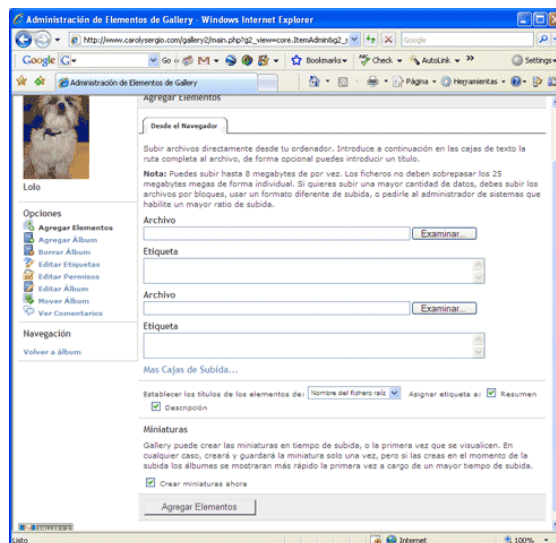 Administración de Elementos de Gallery - Windows Internet Explorer
http://www.carolysergio.com/gallery2/main.php?g2_view=core.ItemAdmin&g2_s
Google
Google G Go Bookmarks Check AutoLink >> Settings
Administración de Elementos de Gallery
Página Herramientas
Agregar Elementos
Desde el Navegador
Subir archivos directamente desde tu ordenador. Introduce a continuación en las cajas de texto la
ruta completa al archivo, de forma opcional puedes introducir un título.
Nota: Puedes subir hasta 8 megabytes de por vez. Los ficheros no deben sobrepasar los 25
megabytes megas de forma individual. Si quieres subir una mayor cantidad de datos, debes subir los
archivos por bloques, usar un formato diferente de subida, o pedirle al administrador de sistemas que
habilite un mayor ratio de subida.
Lolo
Opciones
Agregar Elementos
Agregar Álbum
Borrar Álbum
Editar Etiquetas
Editar Permisos
Editar Álbum
Mover Álbum
Ver Comentarios
Navegación
Volver a álbum
Archivo
Examinar...
Etiqueta
Archivo
Examinar...
Etiqueta
Mas Cajas de Subida...
Establecer los títulos de los elementos de: Nombre del fichero raíz Asignar etiqueta a: Resumen
Descripción
Miniaturas
Gallery puede crear las miniaturas en tiempo de subida, o la primera vez que se visualicen. En
cualquier caso, creará y guardará la miniatura solo una vez, pero si las creas en el momento de la
subida los álbumes se mostraran más rápido la primera vez a cargo de un mayor tiempo de subida.
Crear miniaturas ahora
Agregar Elementos
GALLERY 2
Listo
Internet
100%